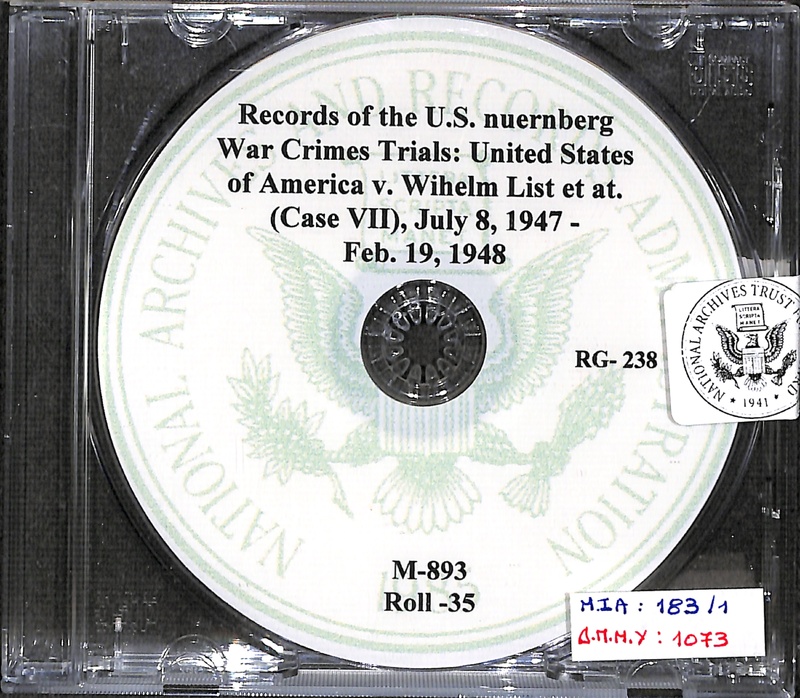 Records of the U.S. nuernberg
War Crimes Trials: United States
of America v. Wihelm List et at.
(Case VII), July 8, 1947 -
Feb. 19, 1948
RG- 238
M-893
Roll -35
NATIONAL ARCHIVES AND RECORDS ADMINISTRATION
1985
NATIONAL ARCHIVES TRUST
LITTERA
SCRIPTA
MANET
★ 1941 ★
M.I.A : 183/1
Δ.Π.Μ.Υ : 1073